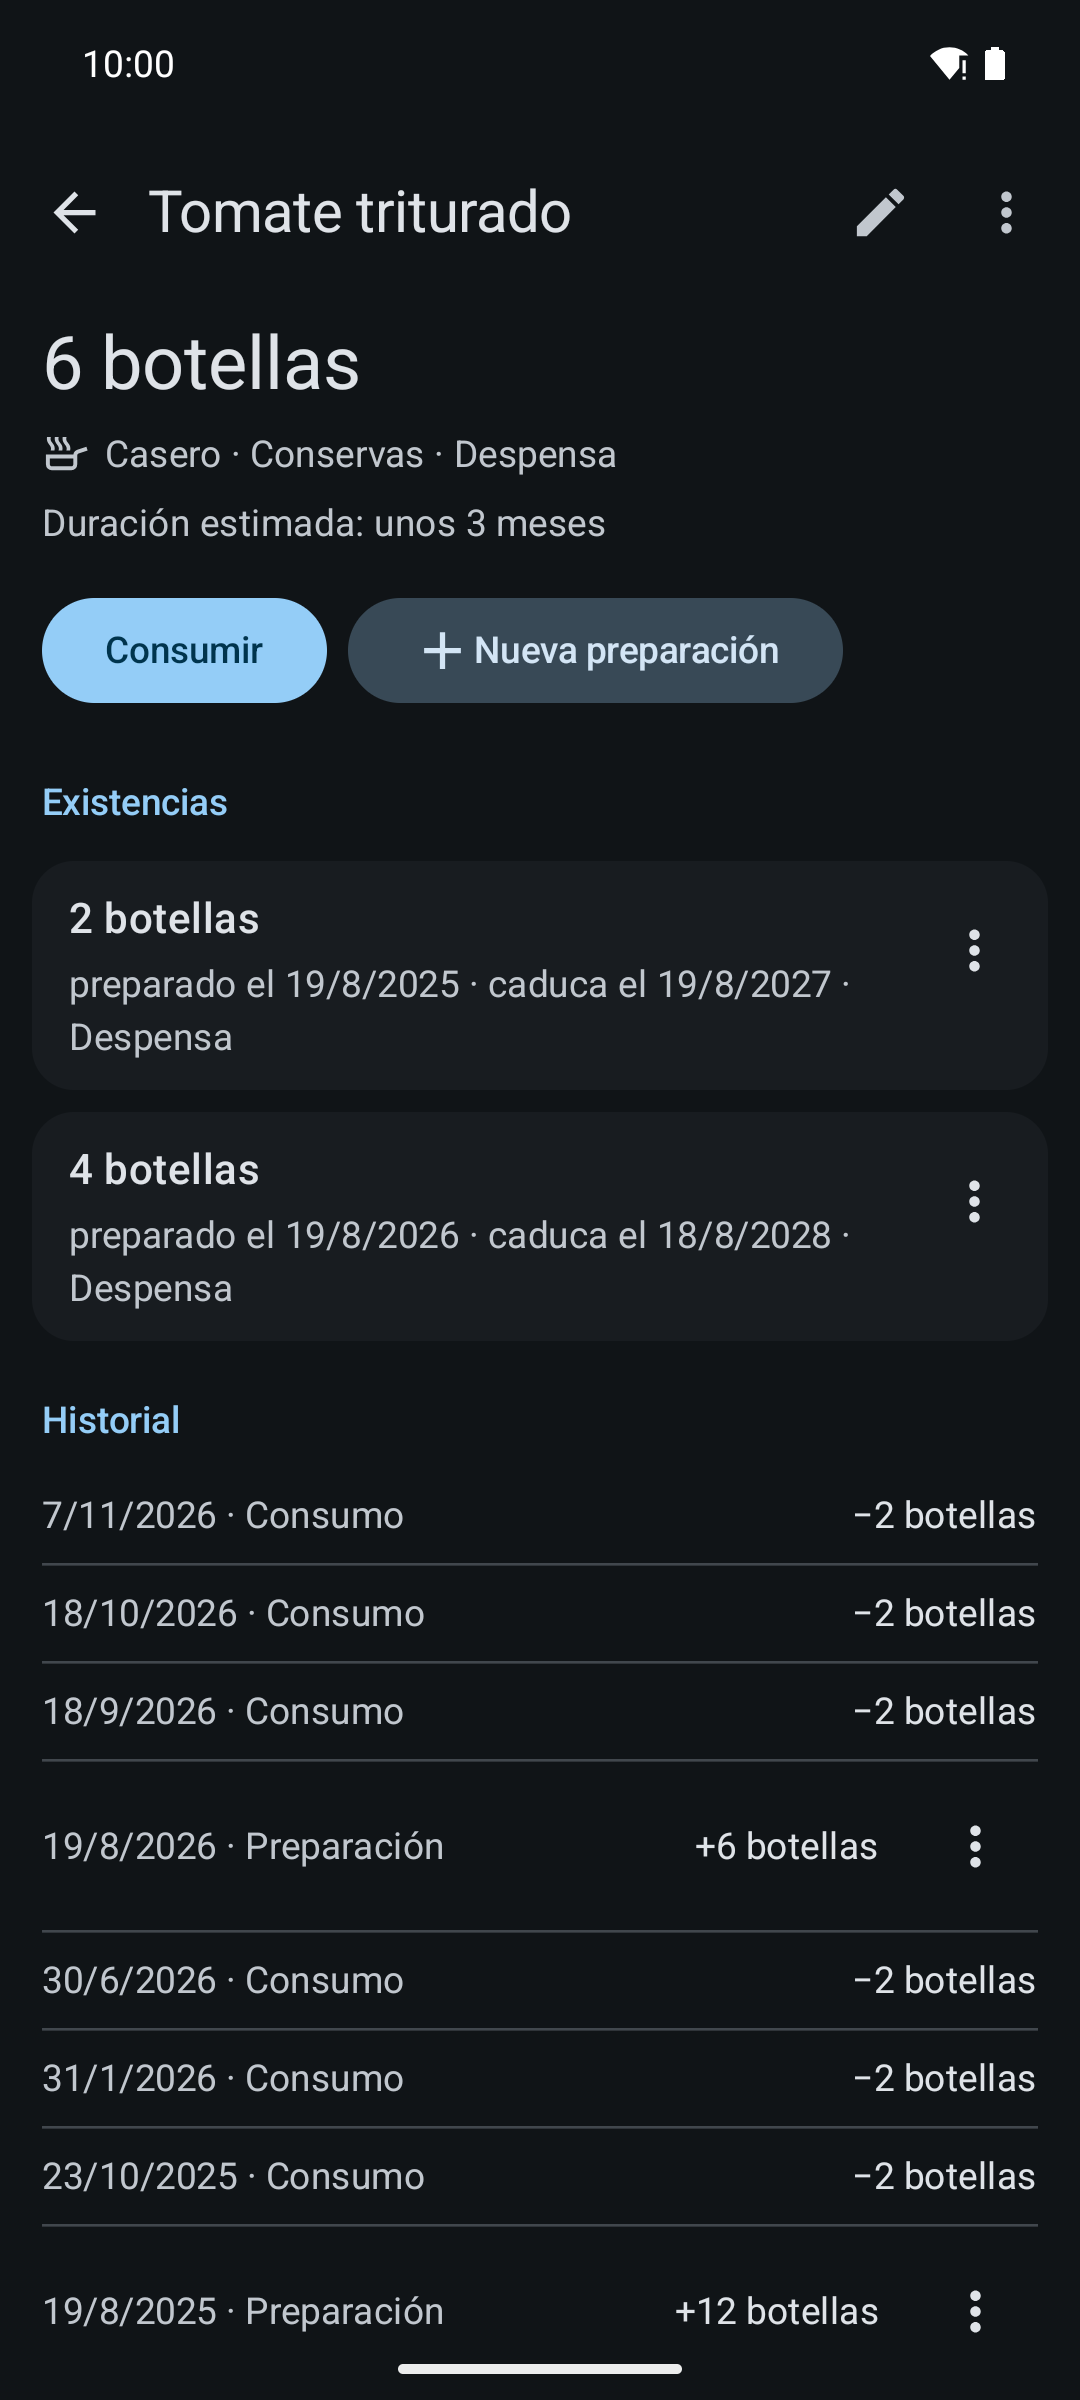 10:00
Tomate triturado
6 botellas
Casero · Conservas · Despensa
Duración estimada: unos 3 meses
Consumir
Nueva preparación
Existencias
2 botellas
preparado el 19/8/2025 · caduca el 19/8/2027 ·
Despensa
4 botellas
preparado el 19/8/2026 · caduca el 18/8/2028 ·
Despensa
Historial
7/11/2026 · Consumo −2 botellas
18/10/2026 · Consumo −2 botellas
18/9/2026 · Consumo −2 botellas
19/8/2026 · Preparación +6 botellas
30/6/2026 · Consumo −2 botellas
31/1/2026 · Consumo −2 botellas
23/10/2025 · Consumo −2 botellas
19/8/2025 · Preparación +12 botellas